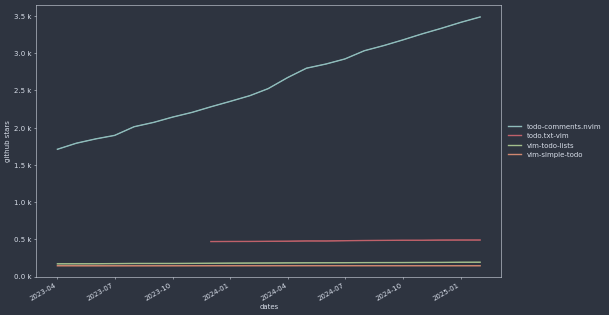 3.5 k
3.0 k
2.5 k
2.0 k
1.5 k
1.0 k
0.5 k
0.0 k
github stars
2023-04
2023-07
2023-10
2024-01
2024-04
2024-07
2024-10
2025-01
dates
todo-comments.nvim
todo.txt-vim
vim-todo-lists
vim-simple-todo